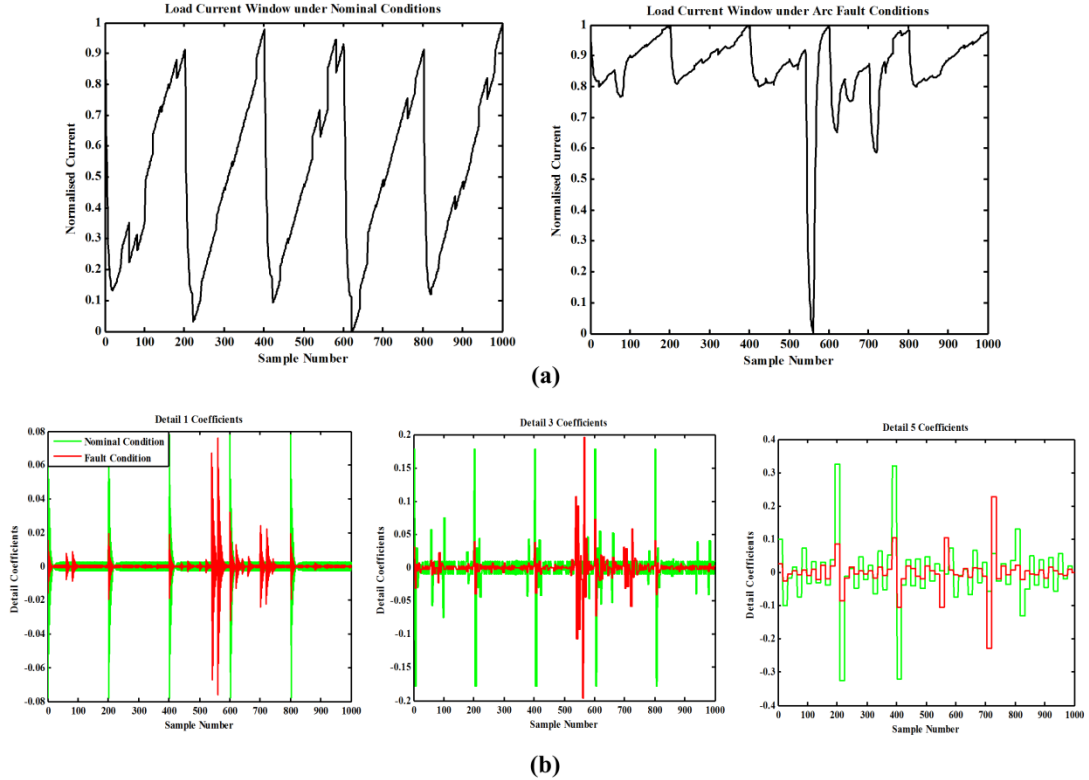 Load Current Window under Nominal Conditions
Normalised Current
1
0.9
0.8
0.7
0.6
0.5
0.4
0.3
0.2
0.1
0
0 100 200 300 400 500 600 700 800 900 1000
Sample Number
Load Current Window under Arc Fault Conditions
Normalised Current
1
0.9
0.8
0.7
0.6
0.5
0.4
0.3
0.2
0.1
0
0 100 200 300 400 500 600 700 800 900 1000
Sample Number
(a)
Detail 1 Coefficients
Nominal Condition
Fault Condition
Detail Coefficients
0.08
0.06
0.04
0.02
0
-0.02
-0.04
-0.06
-0.08
0 100 200 300 400 500 600 700 800 900 1000
Sample Number
Detail 3 Coefficients
Detail Coefficients
0.2
0.15
0.1
0.05
0
-0.05
-0.1
-0.15
-0.2
0 100 200 300 400 500 600 700 800 900 1000
Sample Number
Detail 5 Coefficients
Detail Coefficients
0.4
0.3
0.2
0.1
0
-0.1
-0.2
-0.3
-0.4
0 100 200 300 400 500 600 700 800 900 1000
Sample Number
(b)